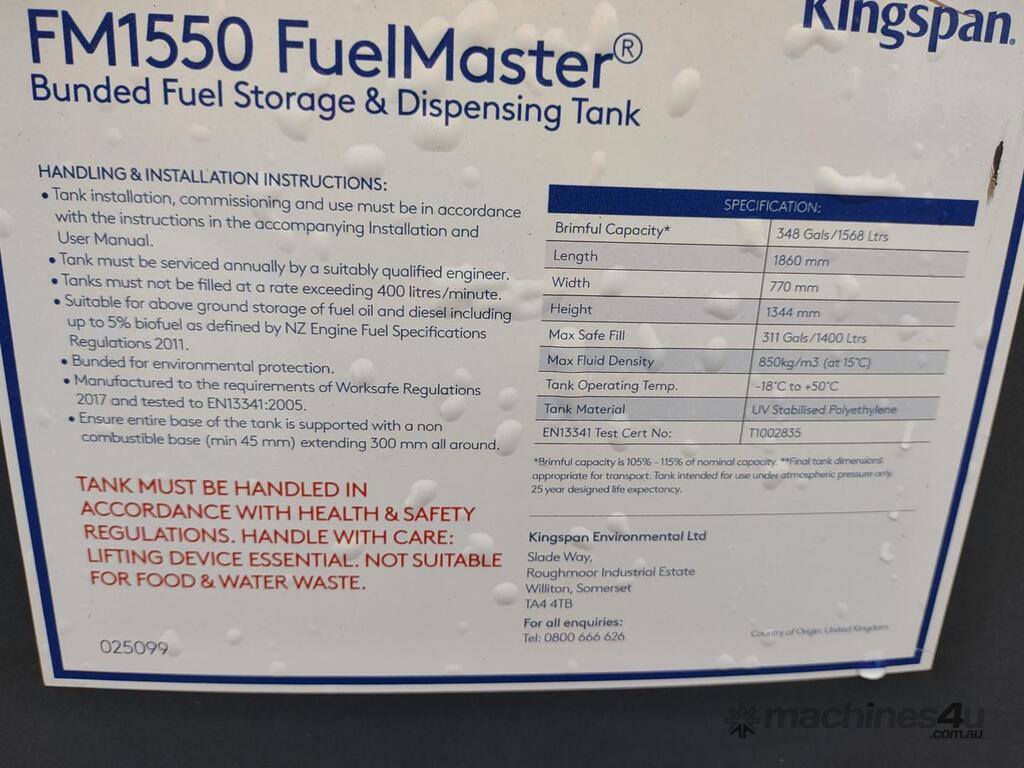 FM1550 FuelMaster®
Kingspan.
Bunded Fuel Storage & Dispensing Tank
HANDLING & INSTALLATION INSTRUCTIONS:
• Tank installation, commissioning and use must be in accordance
with the instructions in the accompanying Installation and
User Manual.
• Tank must be serviced annually by a suitably qualified engineer.
• Tanks must not be filled at a rate exceeding 400 litres/minute.
• Suitable for above ground storage of fuel oil and diesel including
up to 5% biofuel as defined by NZ Engine Fuel Specifications
Regulations 2011.
• Bunded for environmental protection.
• Manufactured to the requirements of Worksafe Regulations
2017 and tested to EN13341:2005.
• Ensure entire base of the tank is supported with a non
combustible base (min 45 mm) extending 300 mm all around.
TANK MUST BE HANDLED IN
ACCORDANCE WITH HEALTH & SAFETY
REGULATIONS. HANDLE WITH CARE:
LIFTING DEVICE ESSENTIAL. NOT SUITABLE
FOR FOOD & WATER WASTE.
025099
SPECIFICATION:
Brimful Capacity* 348 Gals/1568 Ltrs
Length 1860 mm
Width 770 mm
Height 1344 mm
Max Safe Fill 311 Gals/1400 Ltrs
Max Fluid Density 850kg/m3 (at 15°C)
Tank Operating Temp. -18°C to +50°C
Tank Material UV Stabilised Polyethylene
EN13341 Test Cert No: T1002835
*Brimful capacity is 105% - 115% of nominal capacity. **Final tank dimensions
appropriate for transport. Tank intended for use under atmospheric pressure only.
25 year designed life expectancy.
Kingspan Environmental Ltd
Slade Way,
Roughmoor Industrial Estate
Williton, Somerset
TA4 4TB
For all enquiries:
Tel: 0800 666 626
Country of Origin: United Kingdom
machines4u
.com.au